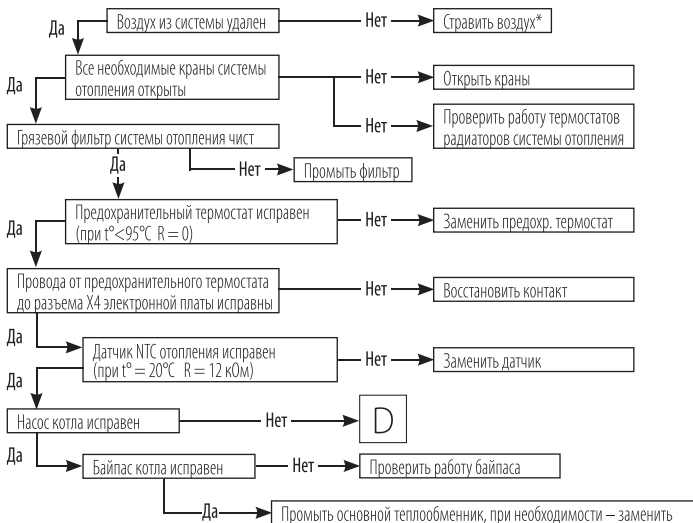 Воздух из системы удален
Нет
Стравить воздух*
Да
Все необходимые краны системы
отопления открыты
Нет
Открыть краны
Да
Нет
Проверить работу термостатов
радиаторов системы отопления
Грязевой фильтр системы отопления чист
Да
Нет
Промыть фильтр
Предохранительный термостат исправен
(при t°<95°C R = 0)
Нет
Заменить предохр. термостат
Да
Провода от предохранительного термостата
до разъема X4 электронной платы исправны
Нет
Восстановить контакт
Да
Датчик NTC отопления исправен
(при t° = 20°C R = 12 кОм)
Нет
Заменить датчик
Да
Насос котла исправен
Нет
D
Да
Байпас котла исправен
Нет
Проверить работу байпаса
Да
Промыть основной теплообменник, при необходимости – заменить